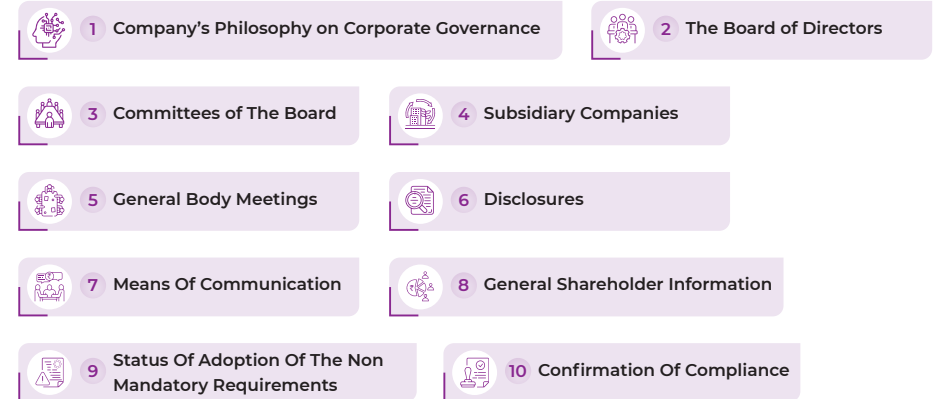 1 Company’s Philosophy on Corporate Governance
2 The Board of Directors
3 Committees of The Board
4 Subsidiary Companies
5 General Body Meetings
6 Disclosures
7 Means Of Communication
8 General Shareholder Information
9 Status Of Adoption Of The Non
Mandatory Requirements
10 Confirmation Of Compliance